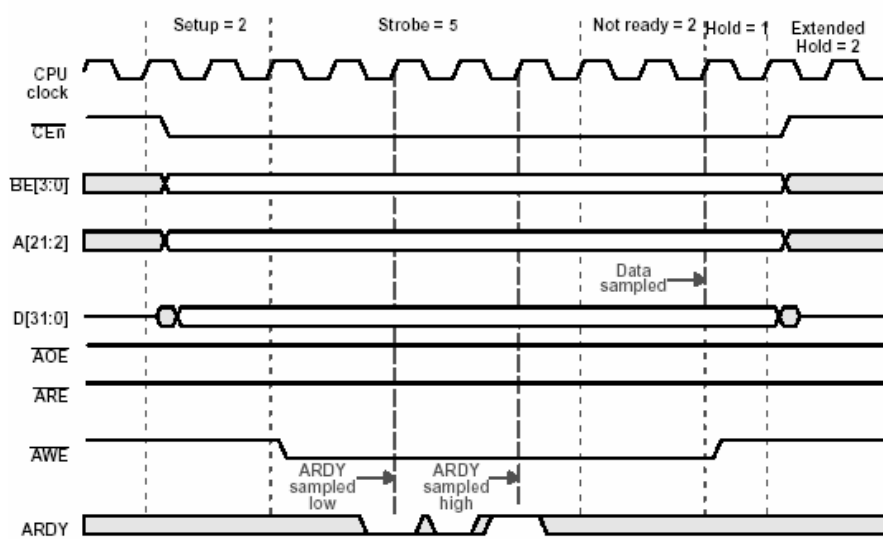 Setup = 2
Strobe = 5
Not ready = 2
Hold = 1
Extended
Hold = 2
CPU
clock
CEn
BE[3:0]
A[21:2]
Data
sampled
D[31:0]
AOE
ARE
AWE
ARDY
sampled
low
ARDY
sampled
high
ARDY